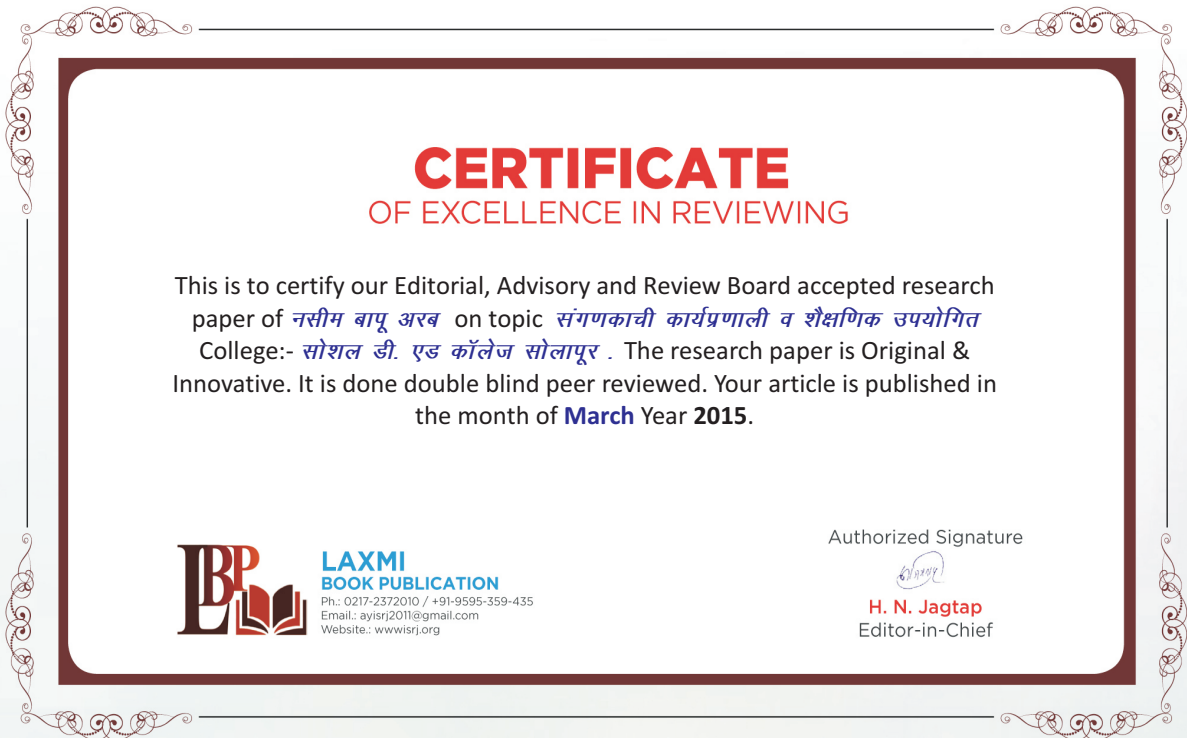 CERTIFICATE
OF EXCELLENCE IN REVIEWING
This is to certify our Editorial, Advisory and Review Board accepted research
paper of नसीम बापू अरब on topic संगणकाची कार्यप्रणाली व शैक्षणिक उपयोगित
College:- सोशल डी. एड कॉलेज सोलापूर . The research paper is Original &
Innovative. It is done double blind peer reviewed. Your article is published in
the month of March Year 2015.
LBP
LAXMI
BOOK PUBLICATION
Ph.: 0217-2372010 / +91-9595-359-435
Email.: ayisrj2011@gmail.com
Website.: wwwisrj.org
Authorized Signature
H. N. Jagtap
Editor-in-Chief